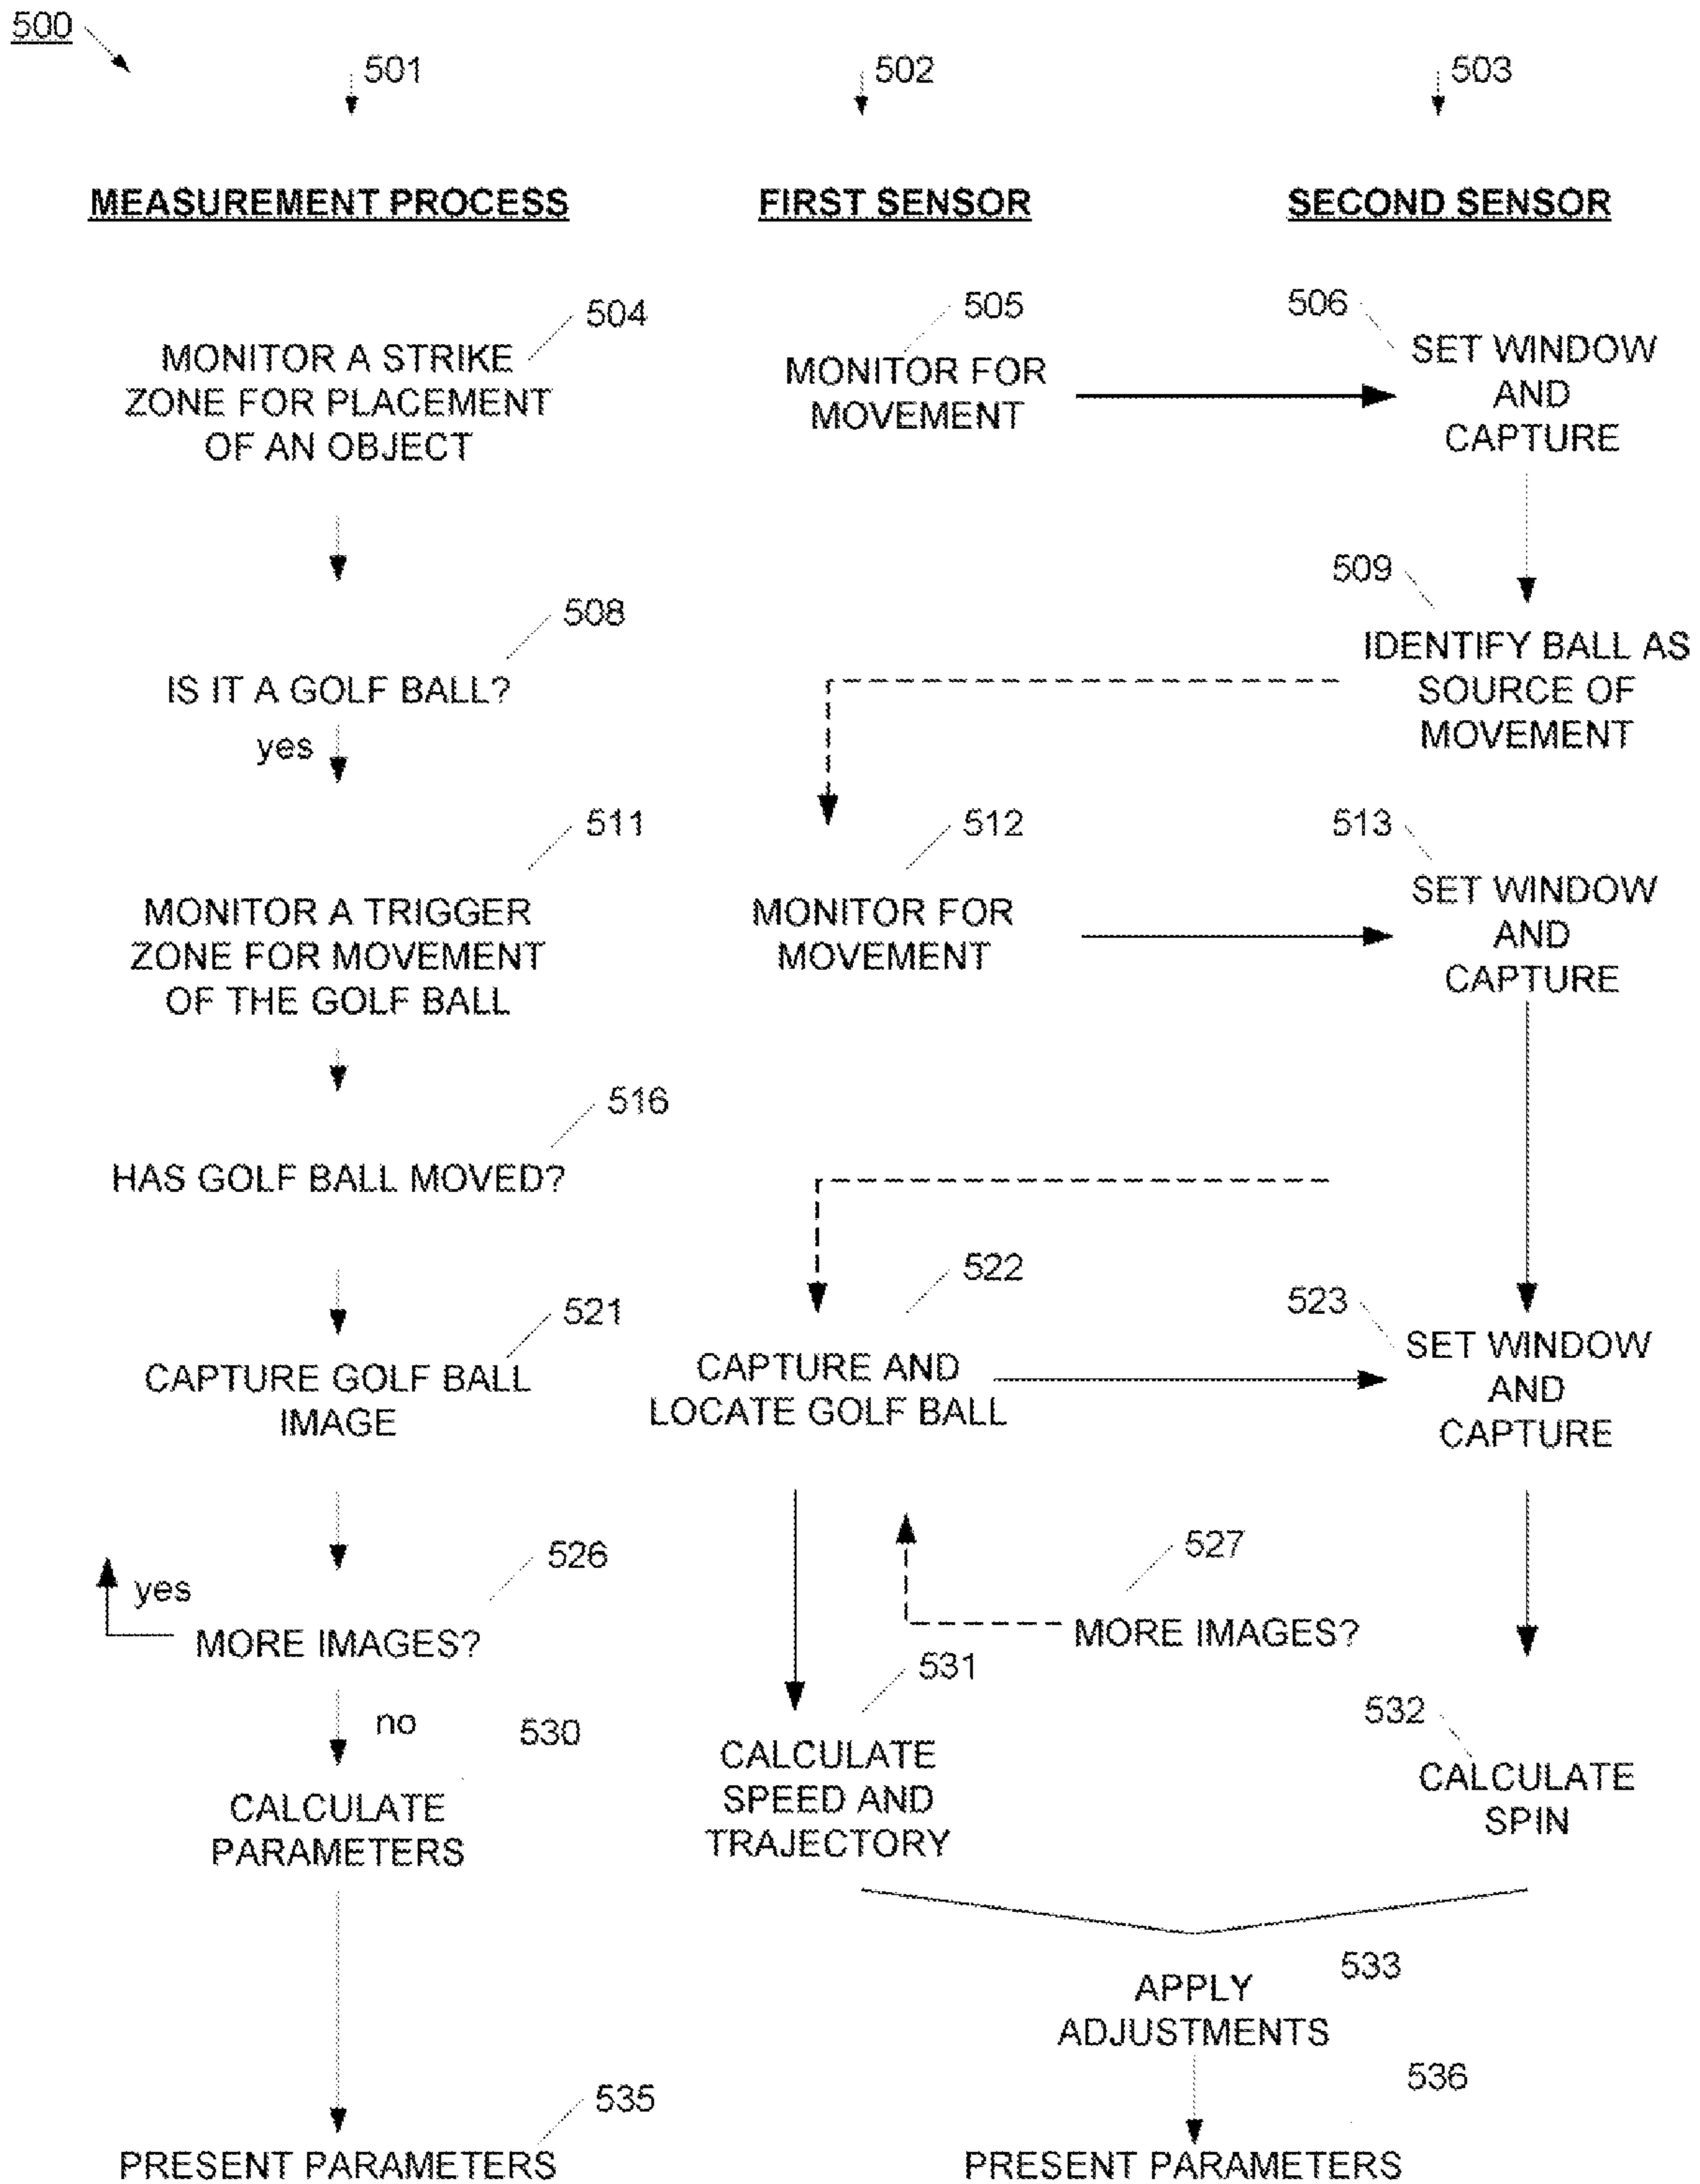 500
501
502
503
MEASUREMENT PROCESS
FIRST SENSOR
SECOND SENSOR
504
MONITOR A STRIKE
ZONE FOR PLACEMENT
OF AN OBJECT
505
MONITOR FOR
MOVEMENT
506
SET WINDOW
AND
CAPTURE
508
IS IT A GOLF BALL?
yes
509
IDENTIFY BALL AS
SOURCE OF
MOVEMENT
511
MONITOR A TRIGGER
ZONE FOR MOVEMENT
OF THE GOLF BALL
512
MONITOR FOR
MOVEMENT
513
SET WINDOW
AND
CAPTURE
516
HAS GOLF BALL MOVED?
521
CAPTURE GOLF BALL
IMAGE
522
CAPTURE AND
LOCATE GOLF BALL
523
SET WINDOW
AND
CAPTURE
526
yes
MORE IMAGES?
no
527
MORE IMAGES?
530
CALCULATE
PARAMETERS
531
CALCULATE
SPEED AND
TRAJECTORY
532
CALCULATE
SPIN
533
APPLY
ADJUSTMENTS
535
PRESENT PARAMETERS
536
PRESENT PARAMETERS